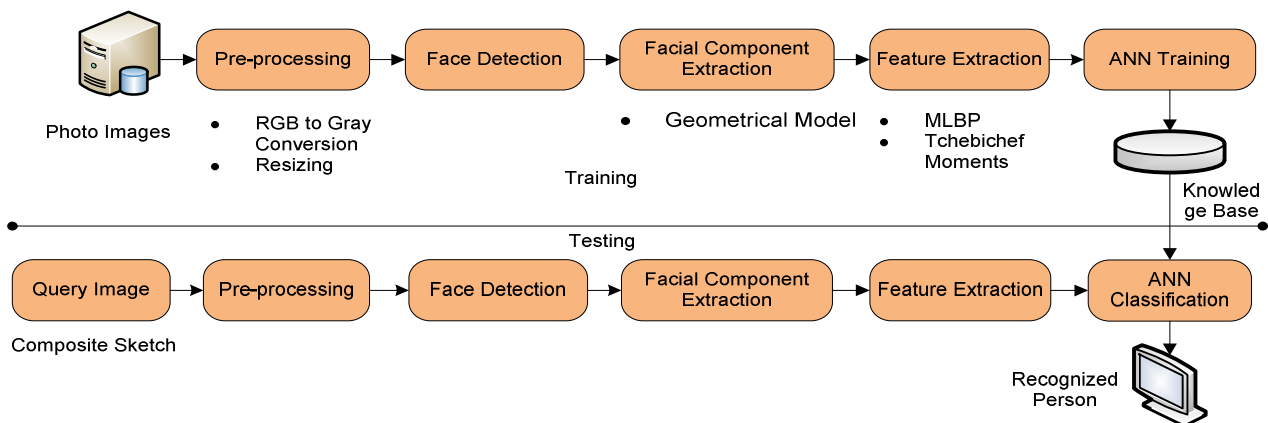 Pre-processing
Face Detection
Facial Component
Extraction
Feature Extraction
ANN Training
Photo Images
• RGB to Gray
Conversion
• Resizing
• Geometrical Model
• MLBP
• Tchebichef
Moments
Training
Knowled
ge Base
Testing
Query Image
Pre-processing
Face Detection
Facial Component
Extraction
Feature Extraction
ANN
Classification
Composite Sketch
Recognized
Person